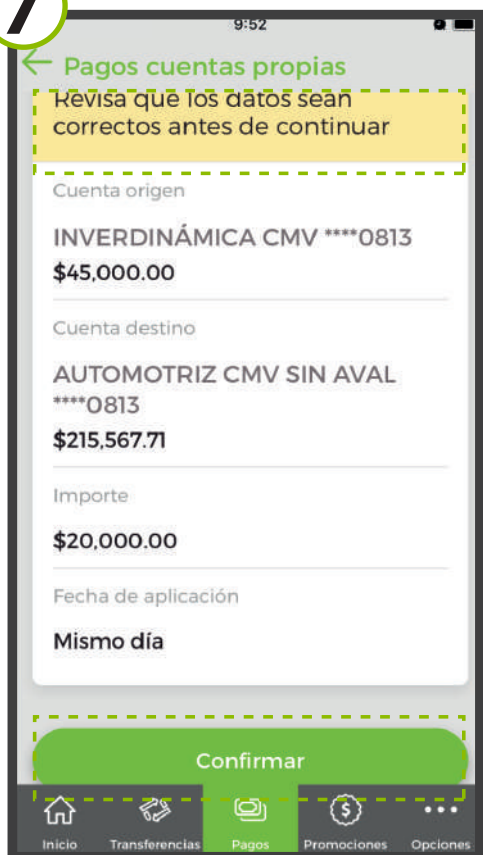 7
9:52
← Pagos cuentas propias
Revisa que los datos sean
correctos antes de continuar
Cuenta origen
INVERDINÁMICA CMV ****0813
$45,000.00
Cuenta destino
AUTOMOTRIZ CMV SIN AVAL
****0813
$215,567.71
Importe
$20,000.00
Fecha de aplicación
Mismo día
Confirmar
Inicio Transferencias Pagos Promociones Opciones